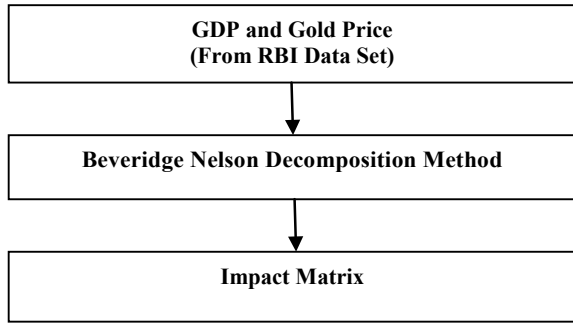 GDP and Gold Price
(From RBI Data Set)
Beveridge Nelson Decomposition Method
Impact Matrix